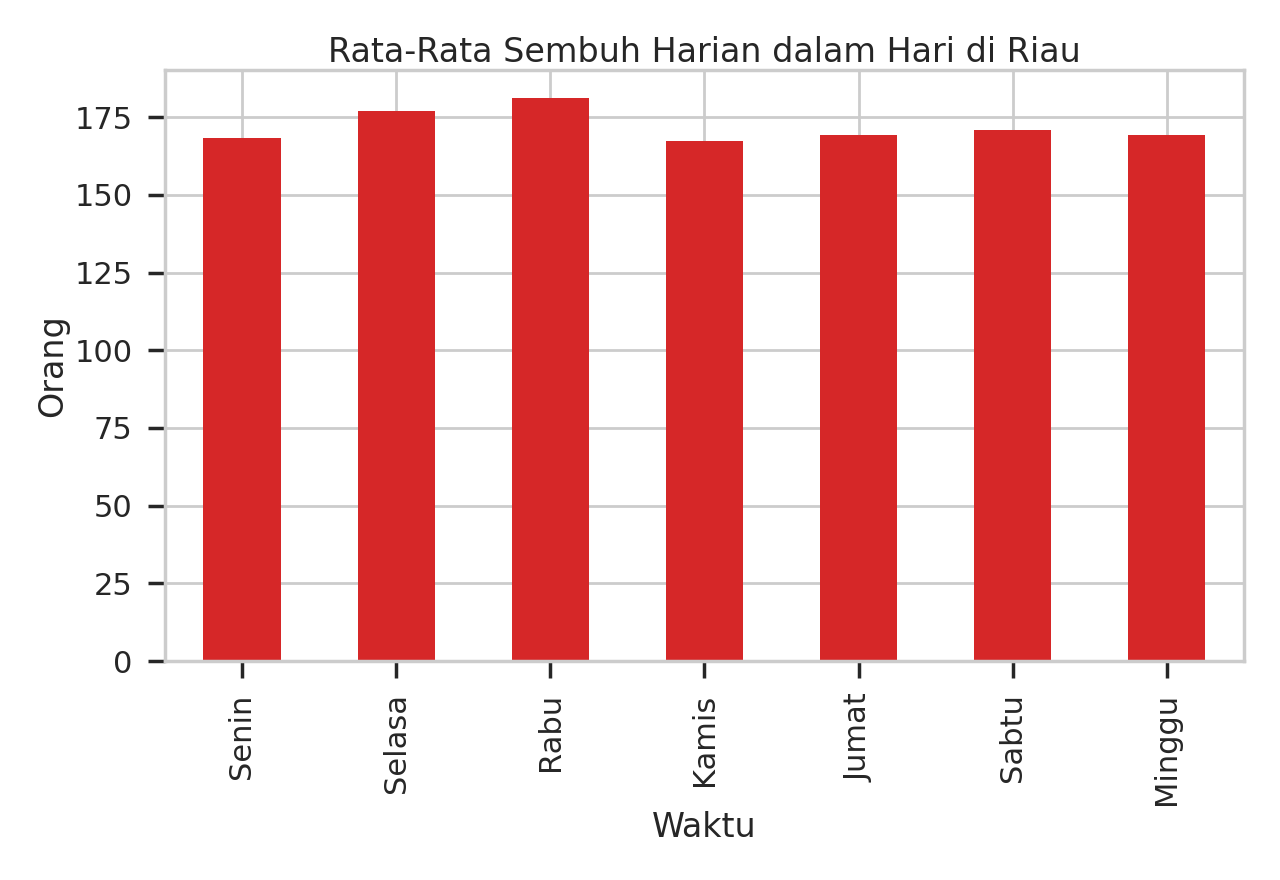 Rata-Rata Sembuh Harian dalam Hari di Riau
Orang
175
150
125
100
75
50
25
0
Senin
Selasa
Rabu
Kamis
Jumat
Sabtu
Minggu
Waktu